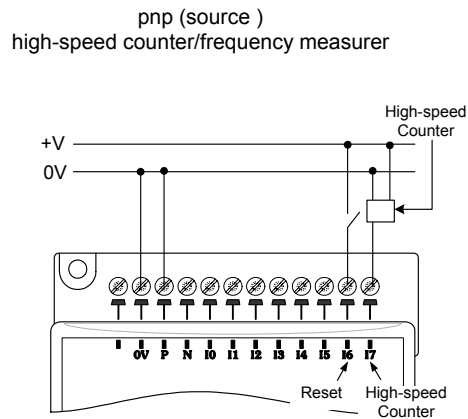 pnp (source )
high-speed counter/frequency measurer
High-speed
Counter
+V
0V
0V P N I0 I1 I2 I3 I4 I5 I6 I7
Reset
High-speed
Counter